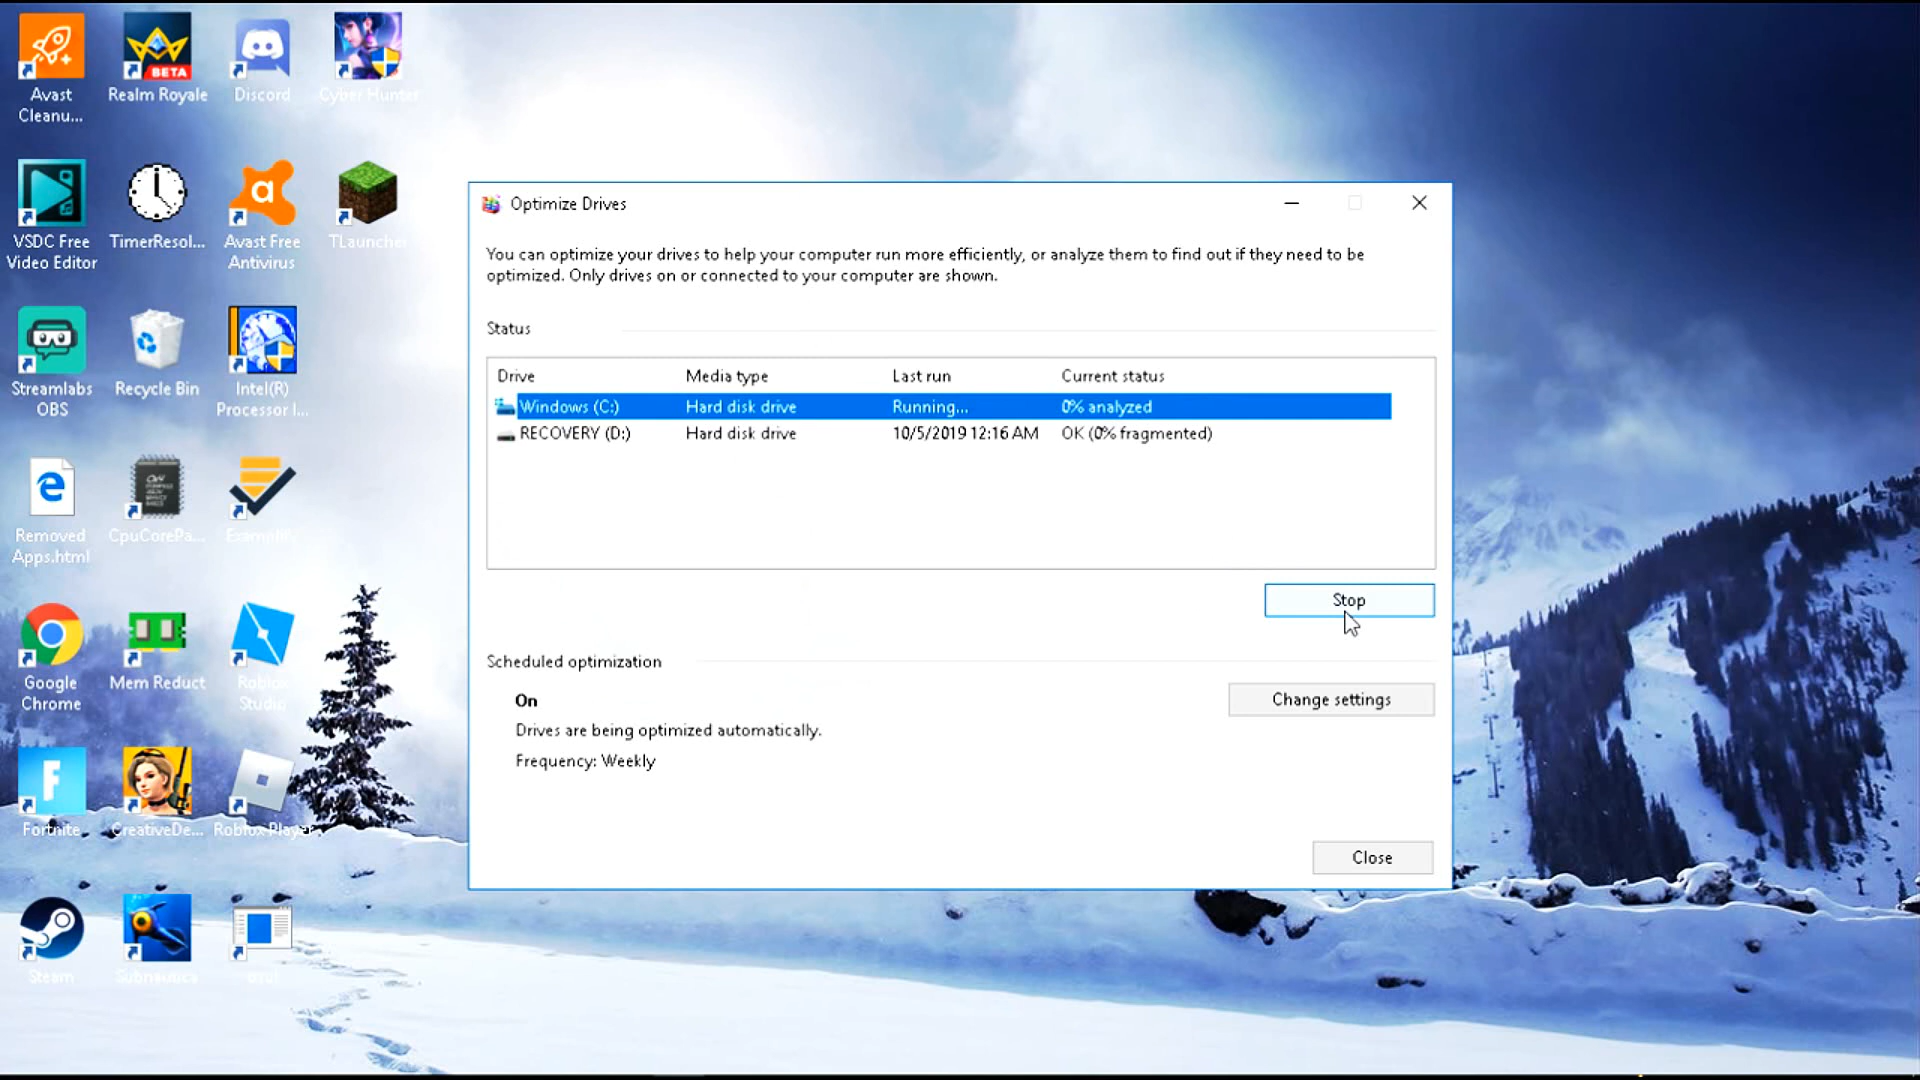 Avast
Cleanu...
BETA
Realm Royale
Discord
Cyber Hunter
VSDC Free
Video Editor
TimerResol...
a
Avast Free
Antivirus
TLauncher
Streamlabs
OBS
Recycle Bin
Intel(R)
Processor I...
Removed
Apps.html
CpuCorePa...
Google
Chrome
Mem Reduct
Roblox
Studio
F
Fortnite
CreativeDe...
Roblox Player
Steam
Subnautica
Optimize Drives
You can optimize your drives to help your computer run more efficiently, or analyze them to find out if they need to be
optimized. Only drives on or connected to your computer are shown.
Status
Drive Media type Last run Current status
Windows (C:) Hard disk drive Running... 0% analyzed
RECOVERY (D:) Hard disk drive 10/5/2019 12:16 AM OK (0% fragmented)
Stop
Scheduled optimization
On
Drives are being optimized automatically.
Frequency: Weekly
Change settings
Close